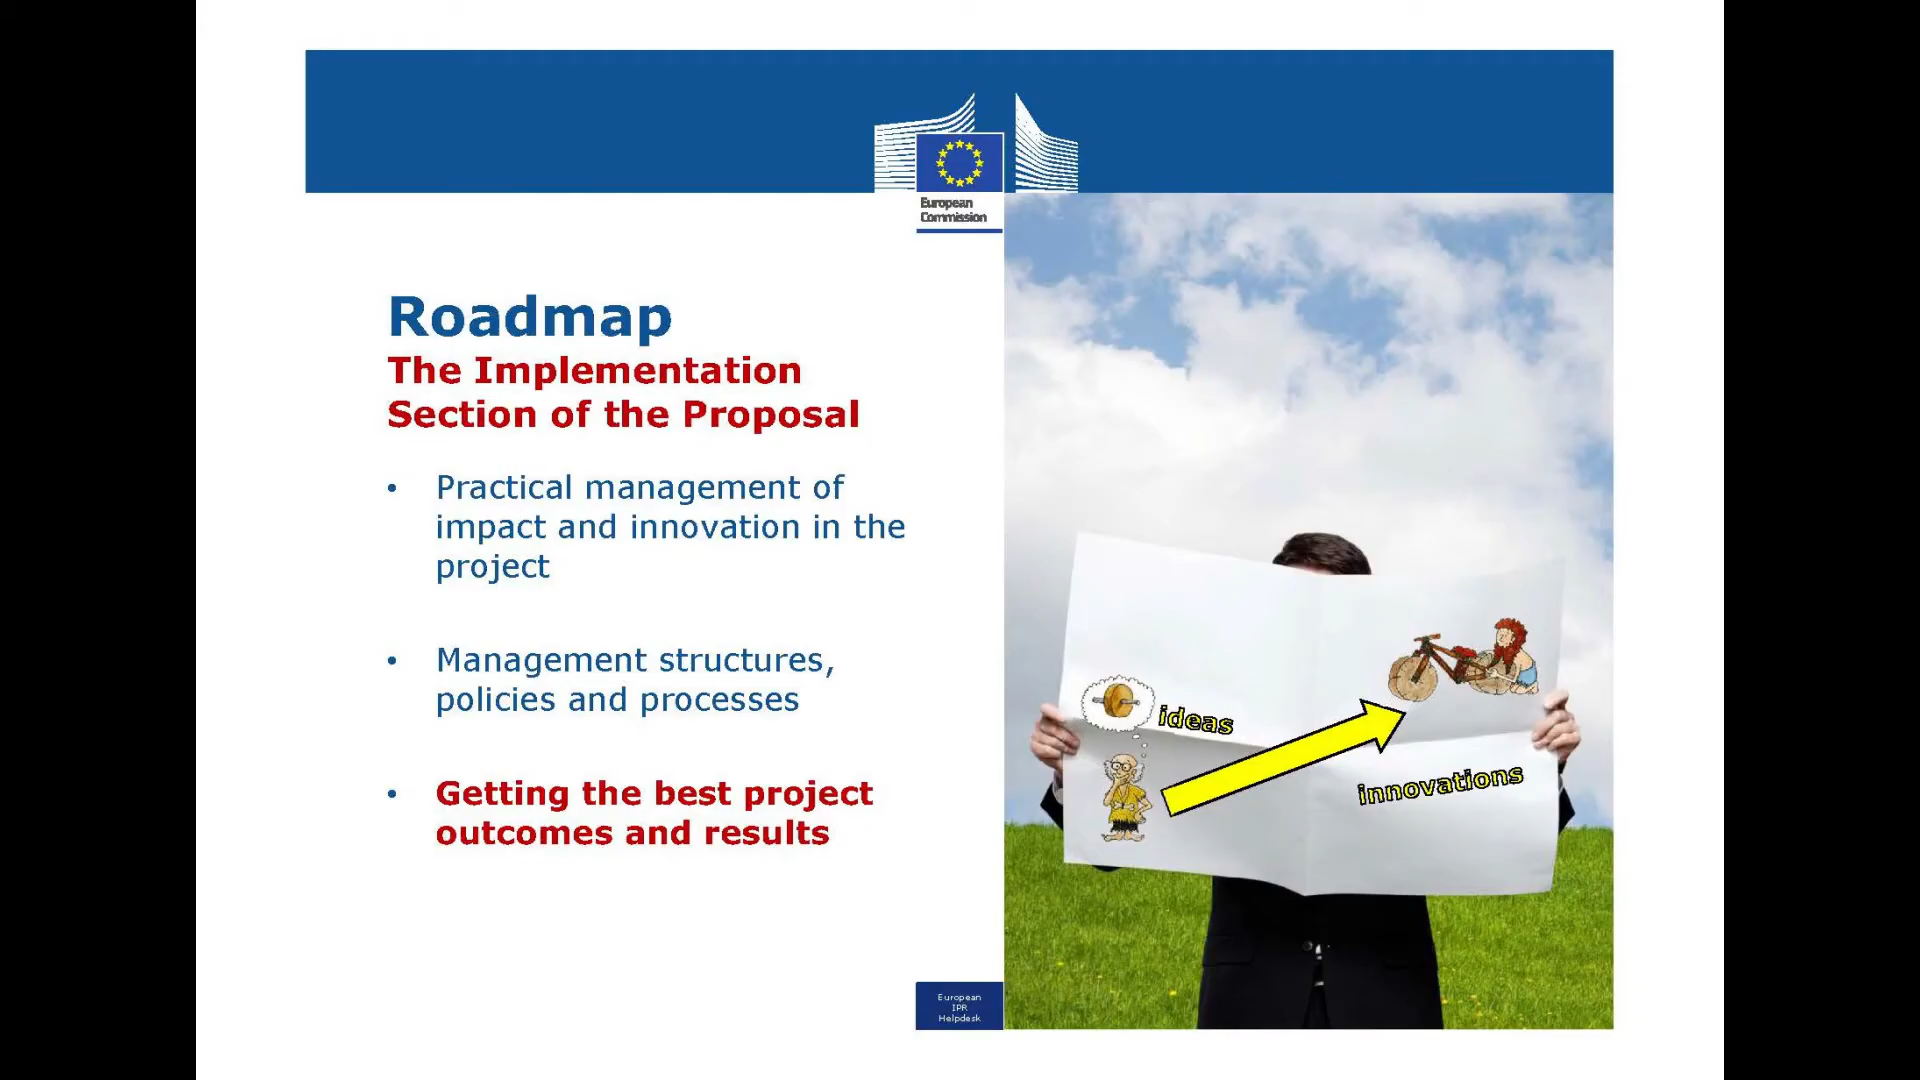 European
Commission
Roadmap
The Implementation
Section of the Proposal
• Practical management of
impact and innovation in the
project
• Management structures,
policies and processes
• Getting the best project
outcomes and results
ideas
innovations
European
IPR
Helpdesk